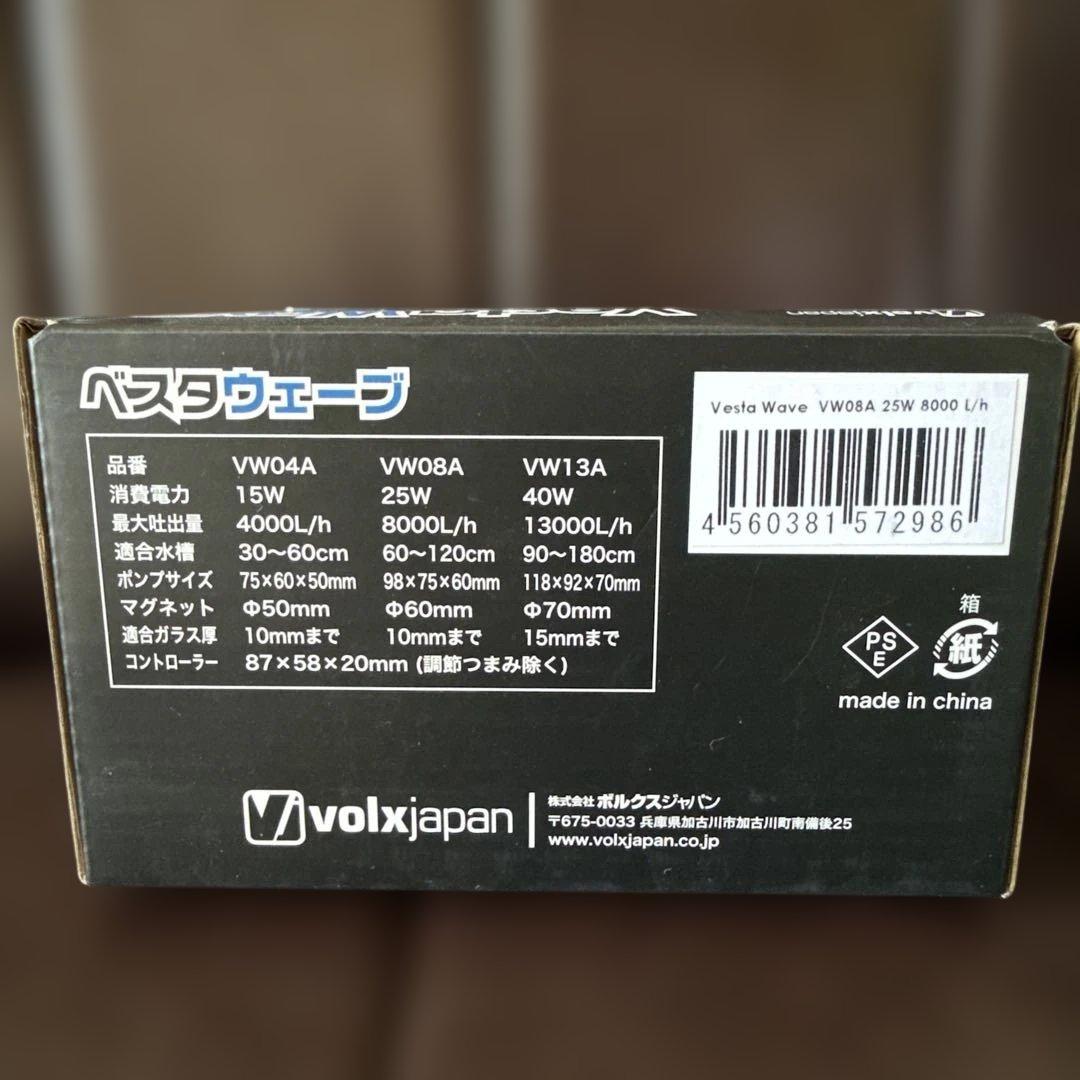 Vesta Wave
volxjapan
ベスタウェーブ
品番 VW04A VW08A VW13A
消費電力 15W 25W 40W
最大吐出量 4000L/h 8000L/h 13000L/h
適合水槽 30〜60cm 60〜120cm 90〜180cm
ポンプサイズ 75×60×50mm 98×75×60mm 118×92×70mm
マグネット Φ50mm Φ60mm Φ70mm
適合ガラス厚 10mmまで 10mmまで 15mmまで
コントローラー 87×58×20mm (調節つまみ除く)
Vesta Wave VW08A 25W 8000 L/h
4 560381 572986
箱
PS
E
紙
made in china
volxjapan
株式会社 ボルクスジャパン
〒675-0033 兵庫県加古川市加古川町南備後25
www.volxjapan.co.jp